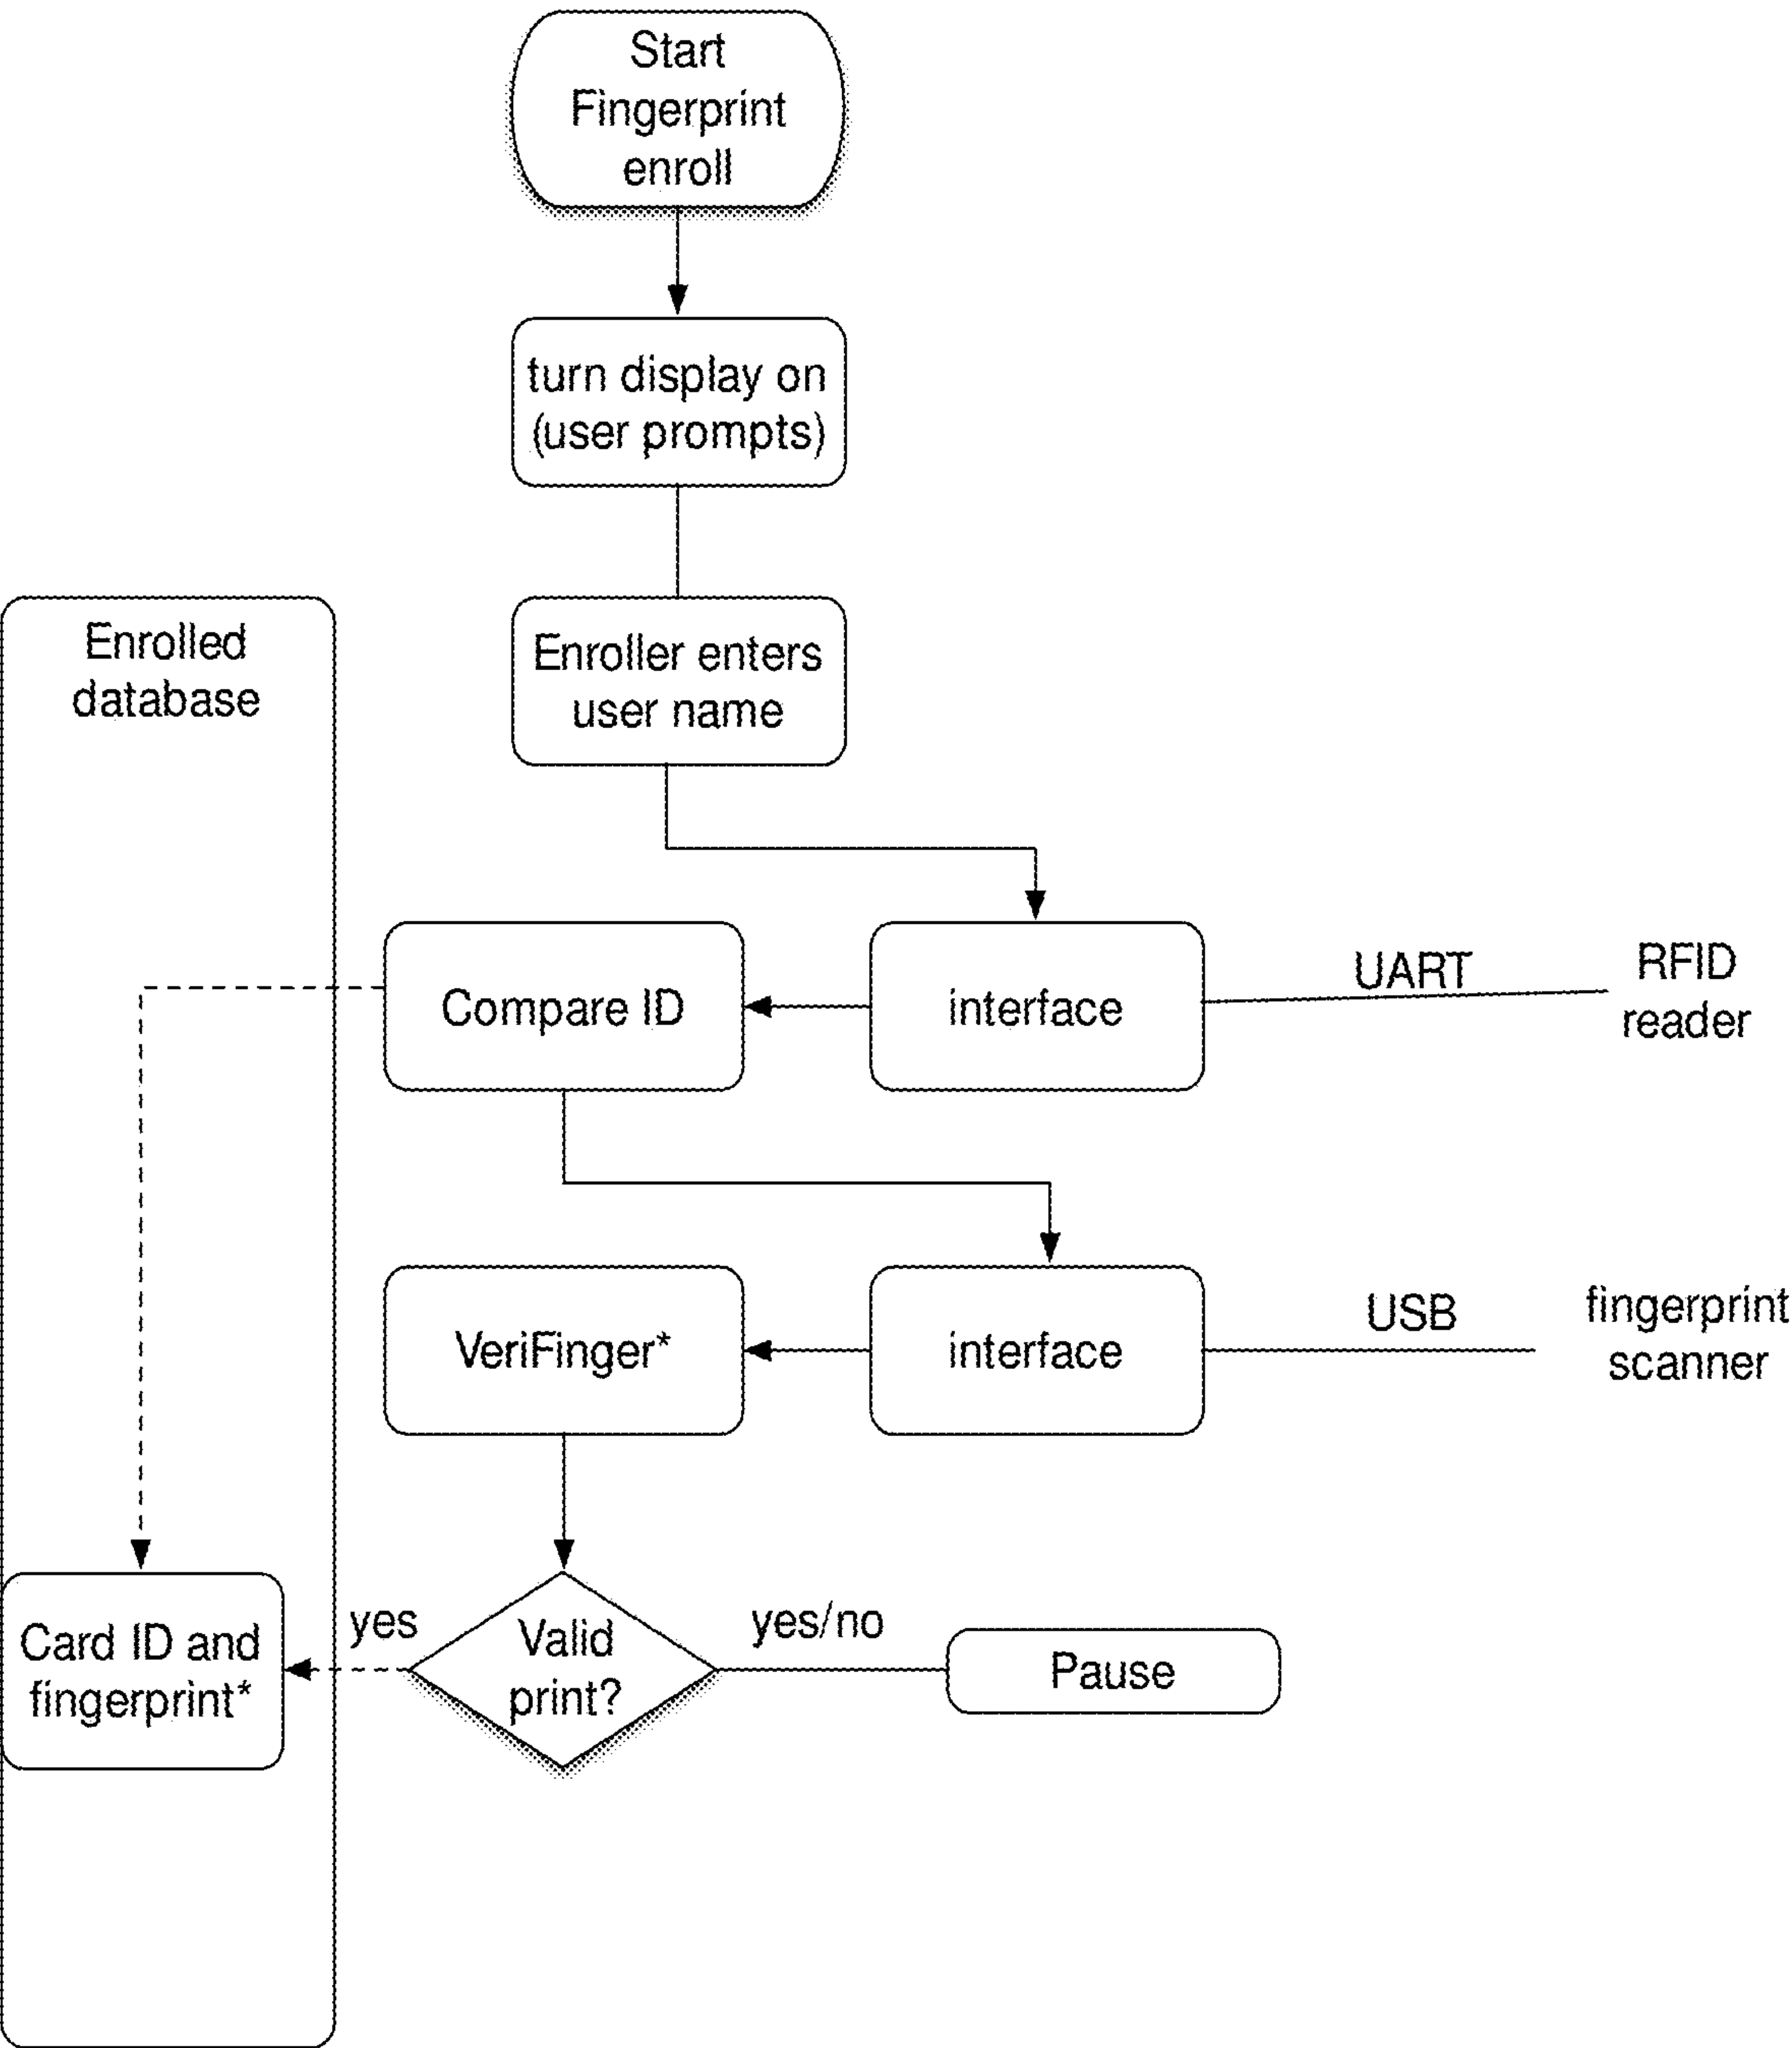 Start
Fingerprint
enroll
turn display on
(user prompts)
Enrolled
database
Enroller enters
user name
Compare ID
interface
UART
RFID
reader
VeriFinger*
interface
USB
fingerprint
scanner
Card ID and
fingerprint*
yes
Valid
print?
yes/no
Pause